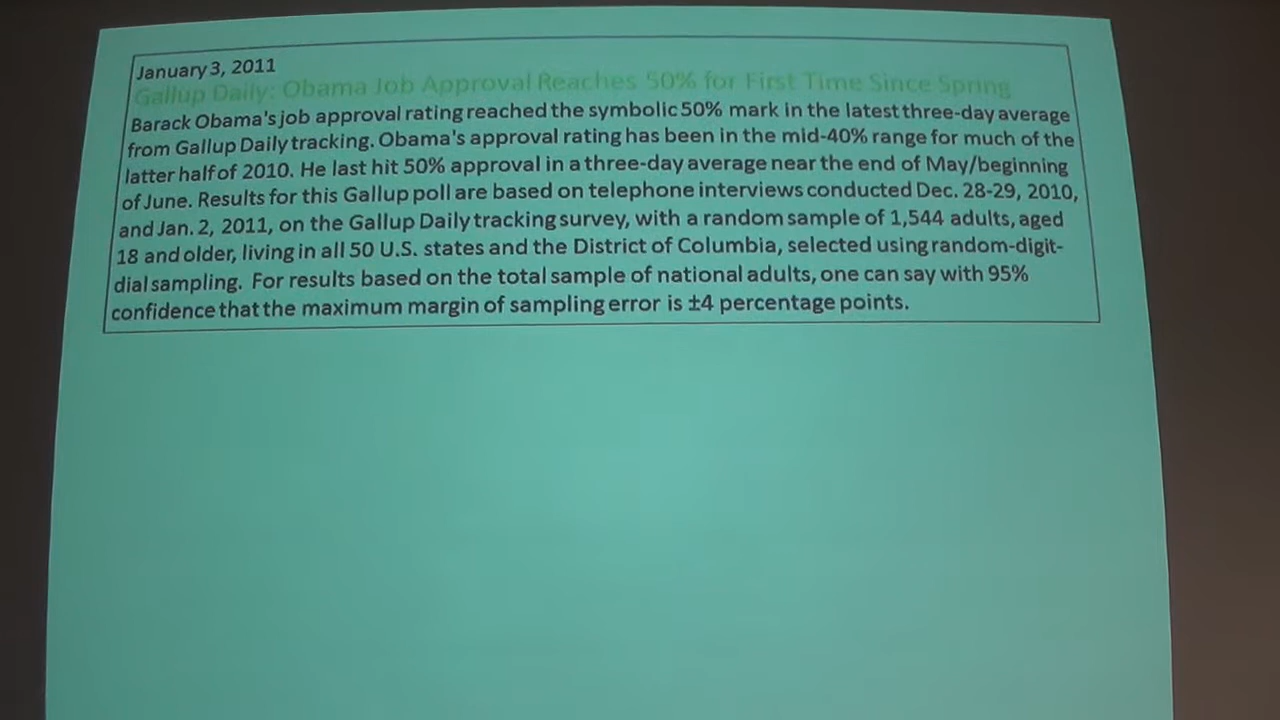 January 3, 2011
Gallup Daily: Obama Job Approval Reaches 50% for First Time Since Spring
Barack Obama's job approval rating reached the symbolic 50% mark in the latest three-day average
from Gallup Daily tracking. Obama's approval rating has been in the mid-40% range for much of the
latter half of 2010. He last hit 50% approval in a three-day average near the end of May/beginning
of June. Results for this Gallup poll are based on telephone interviews conducted Dec. 28-29, 2010,
and Jan. 2, 2011, on the Gallup Daily tracking survey, with a random sample of 1,544 adults, aged
18 and older, living in all 50 U.S. states and the District of Columbia, selected using random-digit-
dial sampling. For results based on the total sample of national adults, one can say with 95%
confidence that the maximum margin of sampling error is ±4 percentage points.